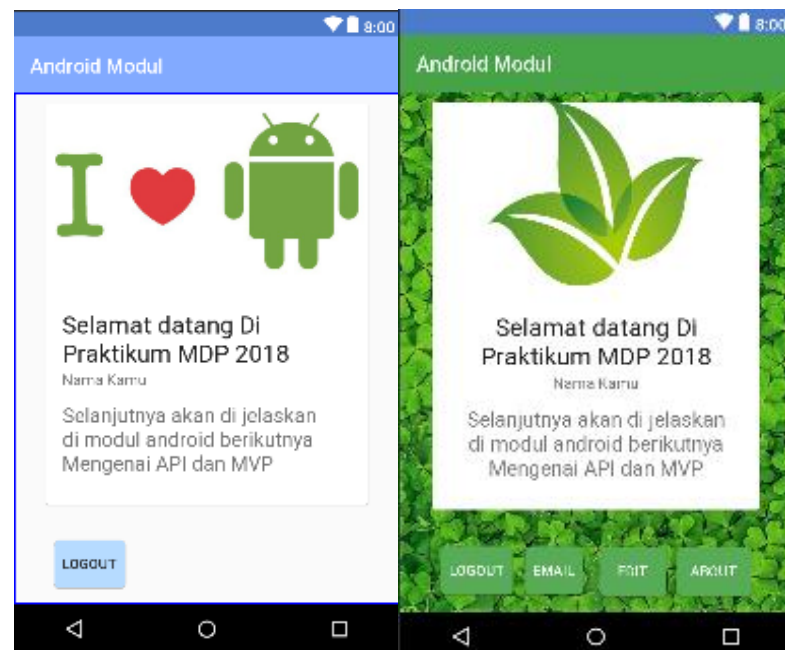 8:00
Android Modul
I
Selamat datang Di
Praktikum MDP 2018
Nama Kamu
Selanjutnya akan di jelaskan
di modul android berikutnya
Mengenai API dan MVP
LOGOUT
8:00
Android Modul
Selamat datang Di
Praktikum MDP 2018
Nama Kamu
Selanjutnya akan di jelaskan
di modul android berikutnya
Mengenai API dan MVP
LOGOUT EMAIL EDIT ABOUT